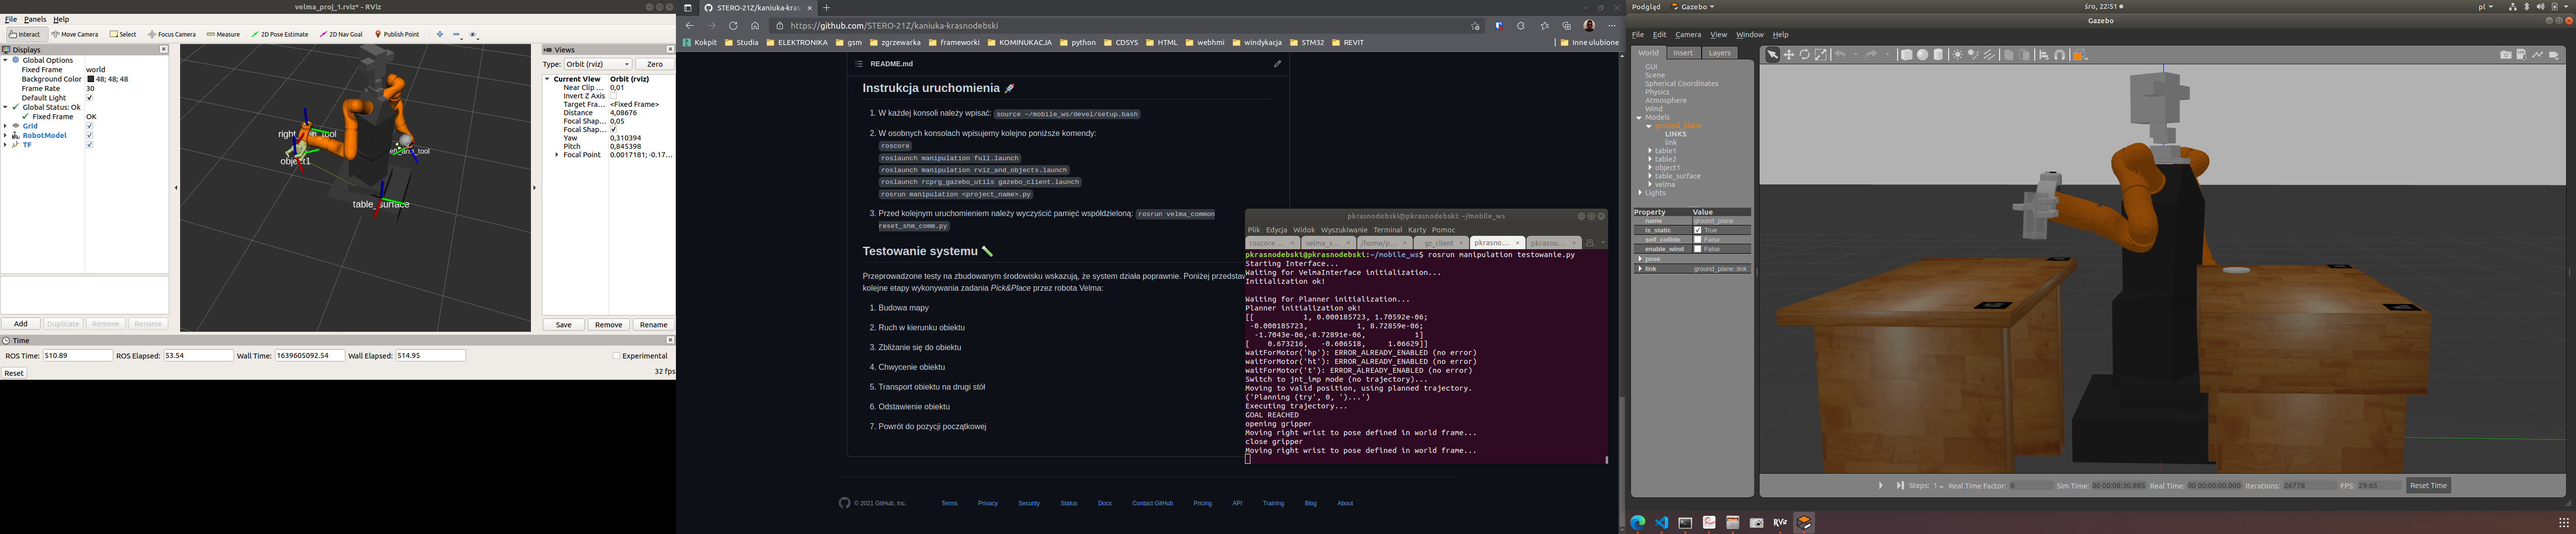 velma_proj_1.rviz* - RViz
File Panels Help
Interact Move Camera Select Focus Camera Measure 2D Pose Estimate 2D Nav Goal Publish Point
Displays
Global Options
Fixed Frame world
Background Color 48; 48; 48
Frame Rate 30
Default Light
Global Status: Ok
Fixed Frame OK
Grid
RobotModel
TF
Add Duplicate Remove Rename
object1
table_surface
Views
Type: Orbit (rviz) Zero
Current View Orbit (rviz)
Near Clip ... 0,01
Invert Z Axis
Target Fra... <Fixed Frame>
Distance 4,08676
Focal Shap... 0,05
Focal Shap...
Yaw 0,310394
Pitch 0,845398
Focal Point 0.0017181; -0.17...
Save Remove Rename
Time
ROS Time: 510.89 ROS Elapsed: 53.54 Wall Time: 1639605092.54 Wall Elapsed: 514.95 Experimental
Reset 32 fps
STERO-21Z/kaniuka-kras
https://github.com/STERO-21Z/kaniuka-krasnodebski
Kokpit Studia ELEKTRONIKA gsm zgrzewarka frameworki KOMINUKACJA python CDSYS HTML webhmi windykacja STM32 REVIT Inne ulubione
README.md
Instrukcja uruchomienia 🚀
1. W każdej konsoli należy wpisać: source ~/mobile_ws/devel/setup.bash
2. W osobnych konsolach wpisujemy kolejno poniższe komendy:
roscore
roslaunch manipulation full.launch
roslaunch manipulation rviz_and_objects.launch
roslaunch rcprg_gazebo_utils gazebo_client.launch
rosrun manipulation <project_name>.py
3. Przed kolejnym uruchomieniem należy wyczyścić pamięć współdzieloną: rosrun velma_common
reset_shm_comm.py
Testowanie systemu
Przeprowadzone testy na zbudowanym środowisku wskazują, że system działa poprawnie. Poniżej przedstaw
kolejne etapy wykonywania zadania Pick&Place przez robota Velma:
1. Budowa mapy
2. Ruch w kierunku obiektu
3. Zbliżanie się do obiektu
4. Chwycenie obiektu
5. Transport obiektu na drugi stół
6. Odstawienie obiektu
7. Powrót do pozycji początkowej
© 2021 GitHub, Inc. Terms Privacy Security Status Docs Contact GitHub Pricing API Training Blog About
pkrasnodebski@pkrasnodebski: ~/mobile_ws
Plik Edycja Widok Wyszukiwanie Terminal Karty Pomoc
roscore ... velma_s... /home/p... gz_client pkrasno... pkrasno...
pkrasnodebski@pkrasnodebski:~/mobile_ws$ rosrun manipulation testowanie.py
Starting Interface...
Waiting for VelmaInterface initialization...
Initialization ok!
Waiting for Planner initialization...
Planner initialization ok!
[[ 1, 0.000185723, 1.70592e-06;
-0.000185723, 1, 8.72859e-06;
-1.7043e-06,-8.72891e-06, 1]
[ 0.673216, -0.606518, 1.06629]]
waitForMotor('hp'): ERROR_ALREADY_ENABLED (no error)
waitForMotor('ht'): ERROR_ALREADY_ENABLED (no error)
waitForMotor('t'): ERROR_ALREADY_ENABLED (no error)
Switch to jnt_imp mode (no trajectory)...
Moving to valid position, using planned trajectory.
('Planning (try', 0, ')...')
Executing trajectory...
GOAL REACHED
opening gripper
Moving right wrist to pose defined in world frame...
close gripper
Moving right wrist to pose defined in world frame...
Podgląd Gazebo śro, 22:51 pl
Gazebo
File Edit Camera View Window Help
World Insert Layers
GUI
Scene
Spherical Coordinates
Physics
Atmosphere
Wind
Models
ground_plane
LINKS
link
table1
table2
object1
table_surface
velma
Lights
Property Value
name ground_plane
is_static True
self_collide False
enable_wind False
pose
link ground_plane::link
Steps: 1 Real Time Factor: 0 Sim Time: 00 00:08:30.885 Real Time: 00 00:00:00.000 Iterations: 26778 FPS: 29.65 Reset Time
RViz